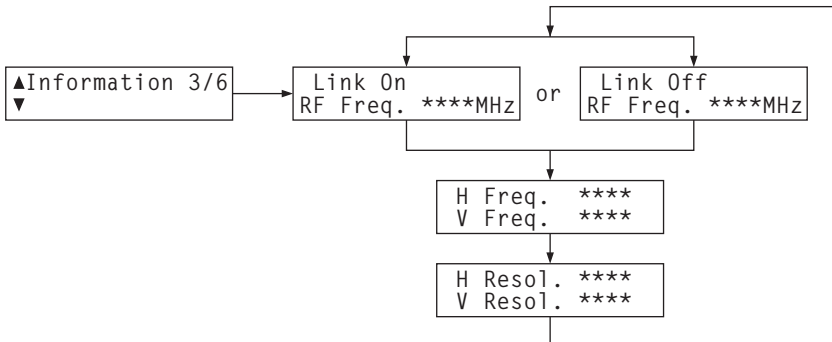 ▲Information 3/6
▼
Link On
RF Freq. ****MHz
or
Link Off
RF Freq. ****MHz
H Freq. ****
V Freq. ****
H Resol. ****
V Resol. ****